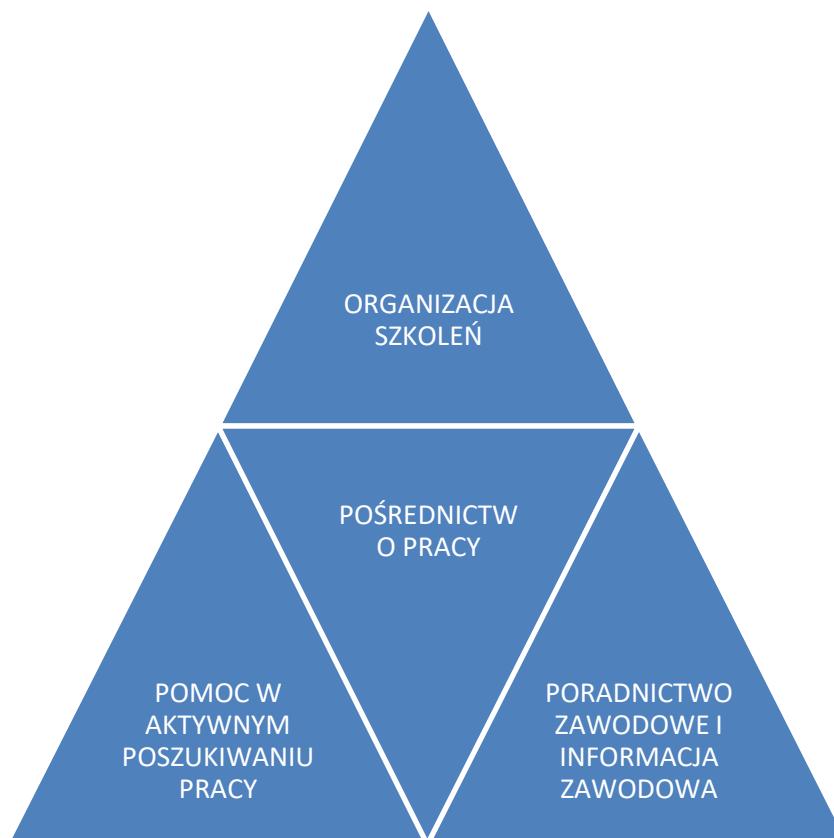 ORGANIZACJA
SZKOLEŃ
POŚREDNICTW
O PRACY
POMOC W
AKTYWNYM
POSZUKIWANIU
PRACY
PORADNICTWO
ZAWODOWE I
INFORMACJA
ZAWODOWA